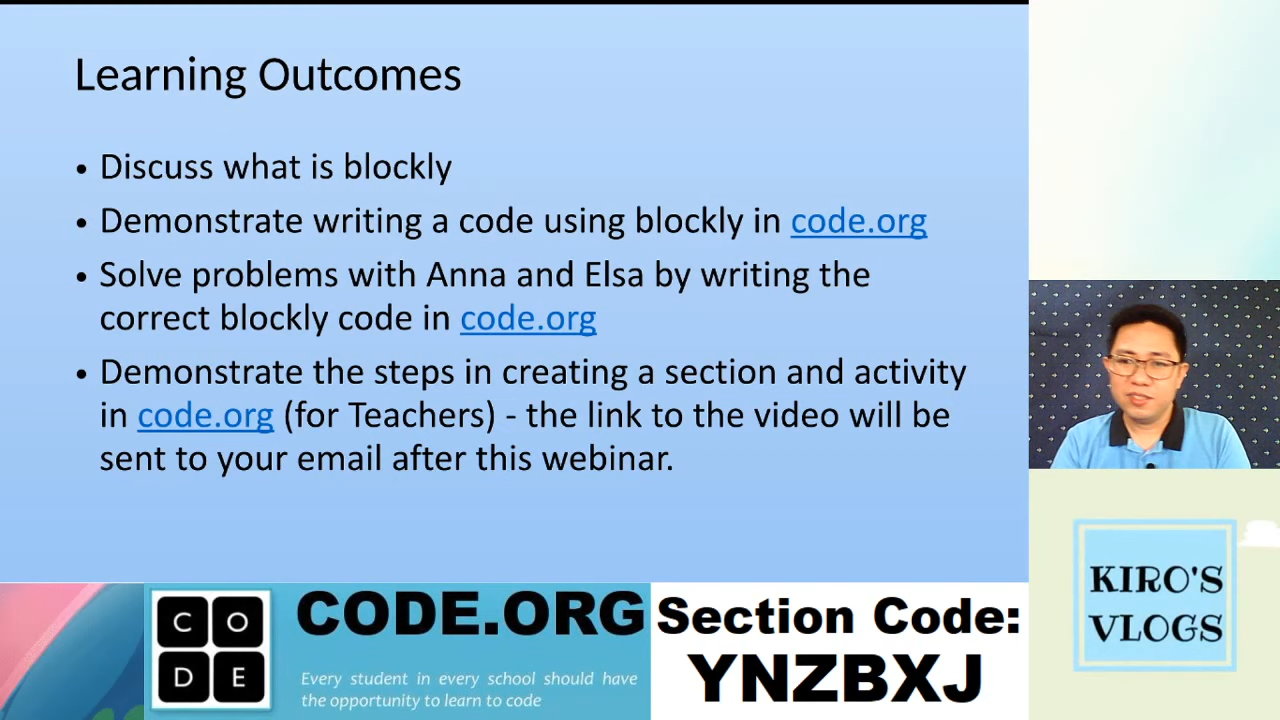 Learning Outcomes
• Discuss what is blockly
• Demonstrate writing a code using blockly in code.org
• Solve problems with Anna and Elsa by writing the
correct blockly code in code.org
• Demonstrate the steps in creating a section and activity
in code.org (for Teachers) - the link to the video will be
sent to your email after this webinar.
C O
D E
CODE.ORG
Every student in every school should have
the opportunity to learn to code
Section Code:
YNZBXJ
KIRO'S
VLOGS